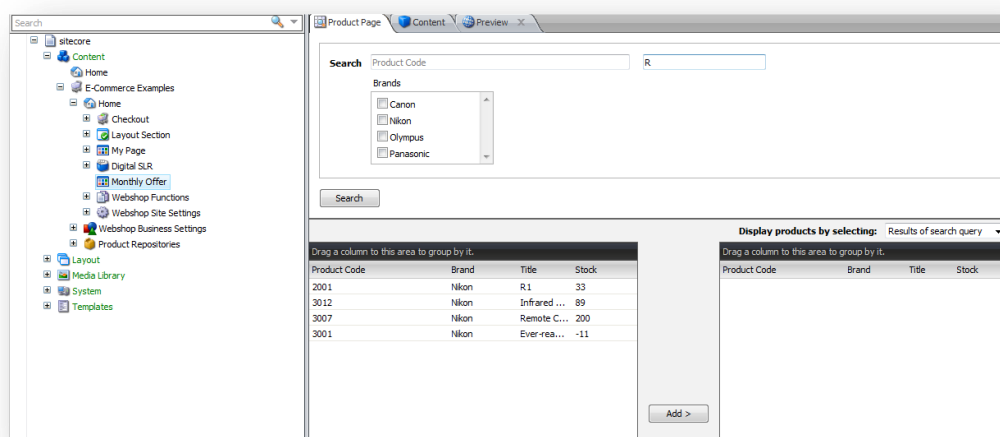 Search
sitecore
Content
Home
E-Commerce Examples
Home
Checkout
Layout Section
My Page
Digital SLR
Monthly Offer
Webshop Functions
Webshop Site Settings
Webshop Business Settings
Product Repositories
Layout
Media Library
System
Templates
Product Page Content Preview X
Search Product Code R
Brands
Canon
Nikon
Olympus
Panasonic
Search
Display products by selecting: Results of search query
Drag a column to this area to group by it.
Product Code Brand Title Stock
2001 Nikon R1 33
3012 Nikon Infrared ... 89
3007 Nikon Remote C... 200
3001 Nikon Ever-rea... -11
Add >
Drag a column to this area to group by it.
Product Code Brand Title Stock